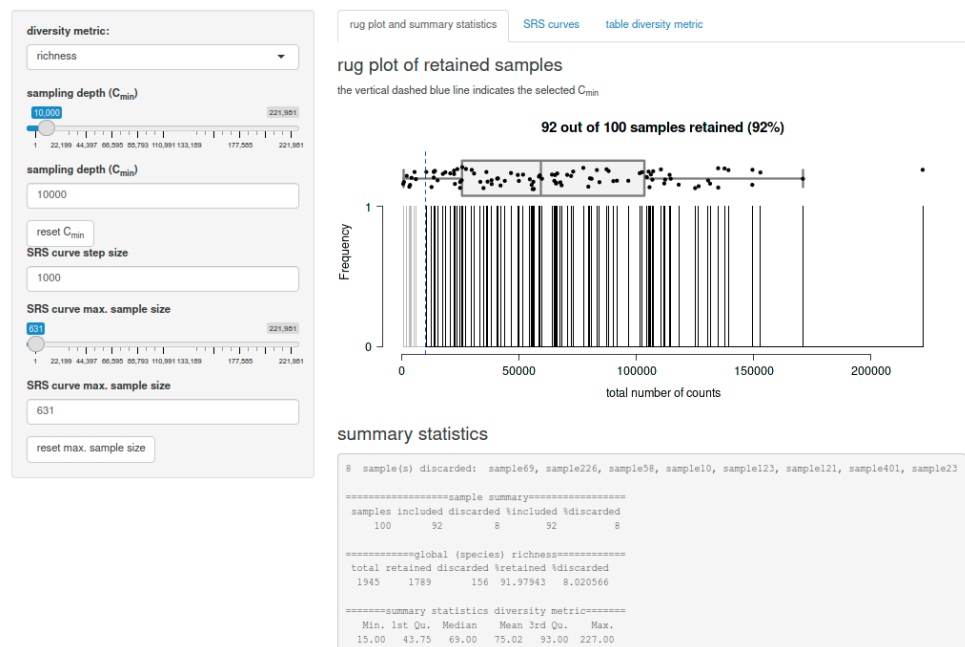 diversity metric:
richness
sampling depth (Cmin)
10,000 221,981
1 22,199 44,397 66,595 88,793 110,991 133,189 177,585 221,981
sampling depth (Cmin)
10000
reset Cmin
SRS curve step size
1000
SRS curve max. sample size
631 221,981
1 22,199 44,397 66,595 88,793 110,991 133,189 177,585 221,981
SRS curve max. sample size
631
reset max. sample size
rug plot and summary statistics SRS curves table diversity metric
rug plot of retained samples
the vertical dashed blue line indicates the selected Cmin
92 out of 100 samples retained (92%)
Frequency
1
0
0 50000 100000 150000 200000
total number of counts
summary statistics
8 sample(s) discarded: sample69, sample226, sample58, sample10, sample123, sample121, sample401, sample23
==================sample summary=================
samples included discarded %included %discarded
100 92 8 92 8
============global (species) richness============
total retained discarded %retained %discarded
1945 1789 156 91.97943 8.020566
=======summary statistics diversity metric=======
Min. 1st Qu. Median Mean 3rd Qu. Max.
15.00 43.75 69.00 75.02 93.00 227.00